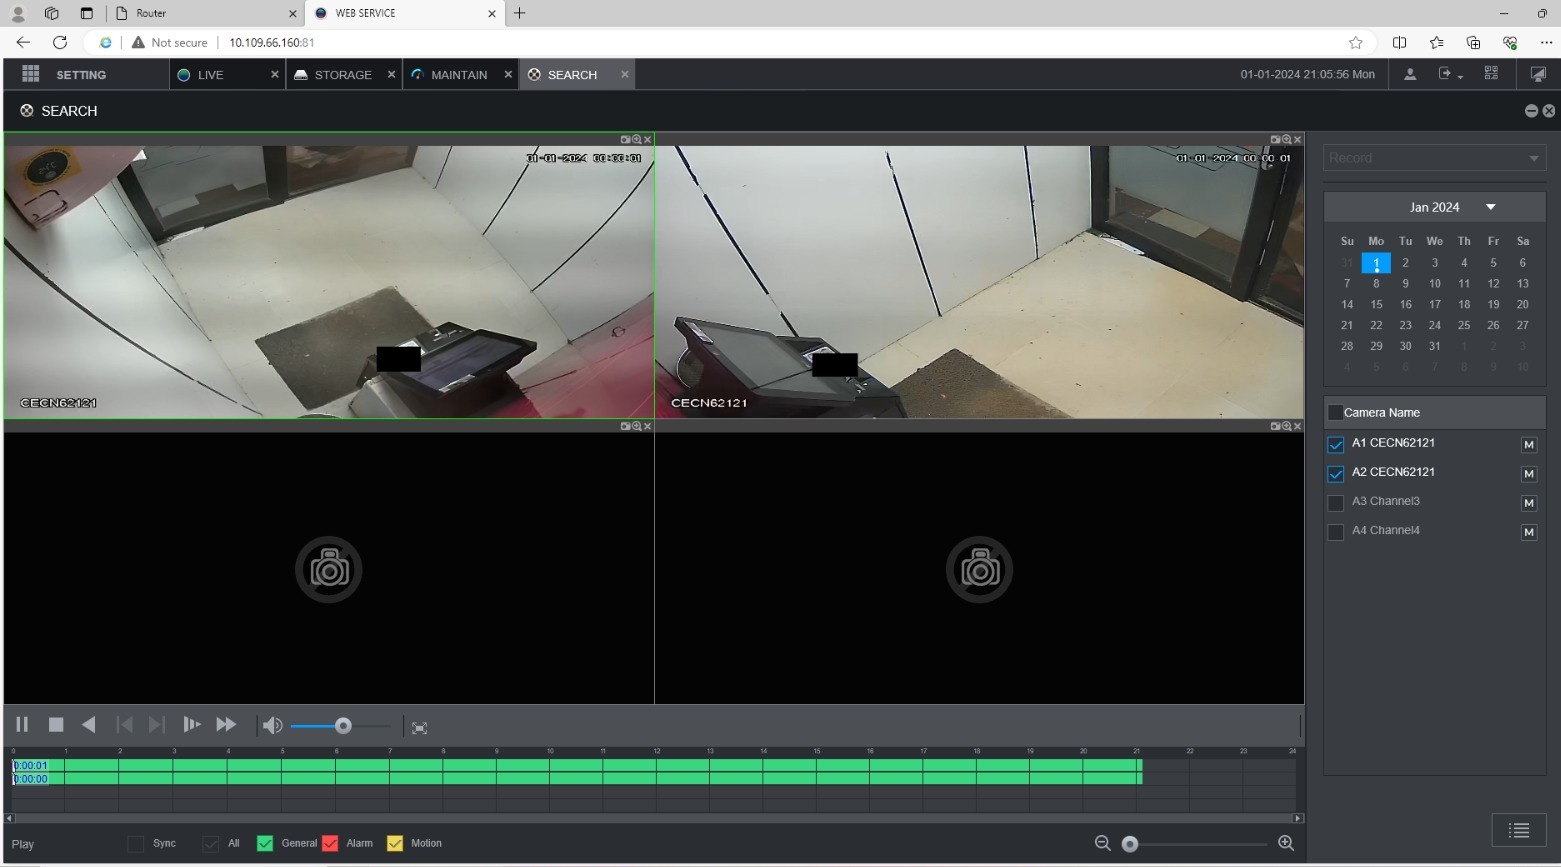 Router
WEB SERVICE
Not secure
10.109.66.160:81
SETTING
LIVE
STORAGE
MAINTAIN
SEARCH
01-01-2024 21:05:56 Mon
SEARCH
01-01-2024 00:00:01
01-01-2024 00:00:01
Record
Jan 2024
Su Mo Tu We Th Fr Sa
31 1 2 3 4 5 6
7 8 9 10 11 12 13
14 15 16 17 18 19 20
21 22 23 24 25 26 27
28 29 30 31 1 2 3
4 5 6 7 8 9 10
CECN62121
CECN62121
Camera Name
A1 CECN62121 M
A2 CECN62121 M
A3 Channel3 M
A4 Channel4 M
0 1 2 3 4 5 6 7 8 9 10 11 12 13 14 15 16 17 18 19 20 21 22 23 24
0:00:01
0:00:00
Play
Sync
All
General
Alarm
Motion